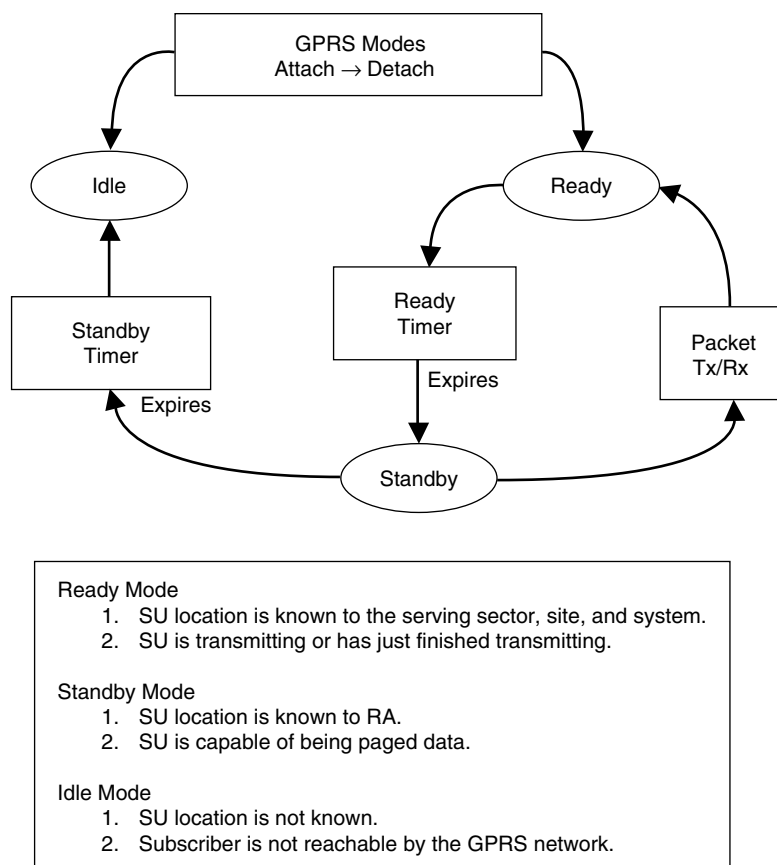 GPRS Modes
Attach → Detach
Idle
Ready
Standby
Timer
Ready
Timer
Packet
Tx/Rx
Expires
Expires
Standby
Ready Mode
1. SU location is known to the serving sector, site, and system.
2. SU is transmitting or has just finished transmitting.
Standby Mode
1. SU location is known to RA.
2. SU is capable of being paged data.
Idle Mode
1. SU location is not known.
2. Subscriber is not reachable by the GPRS network.